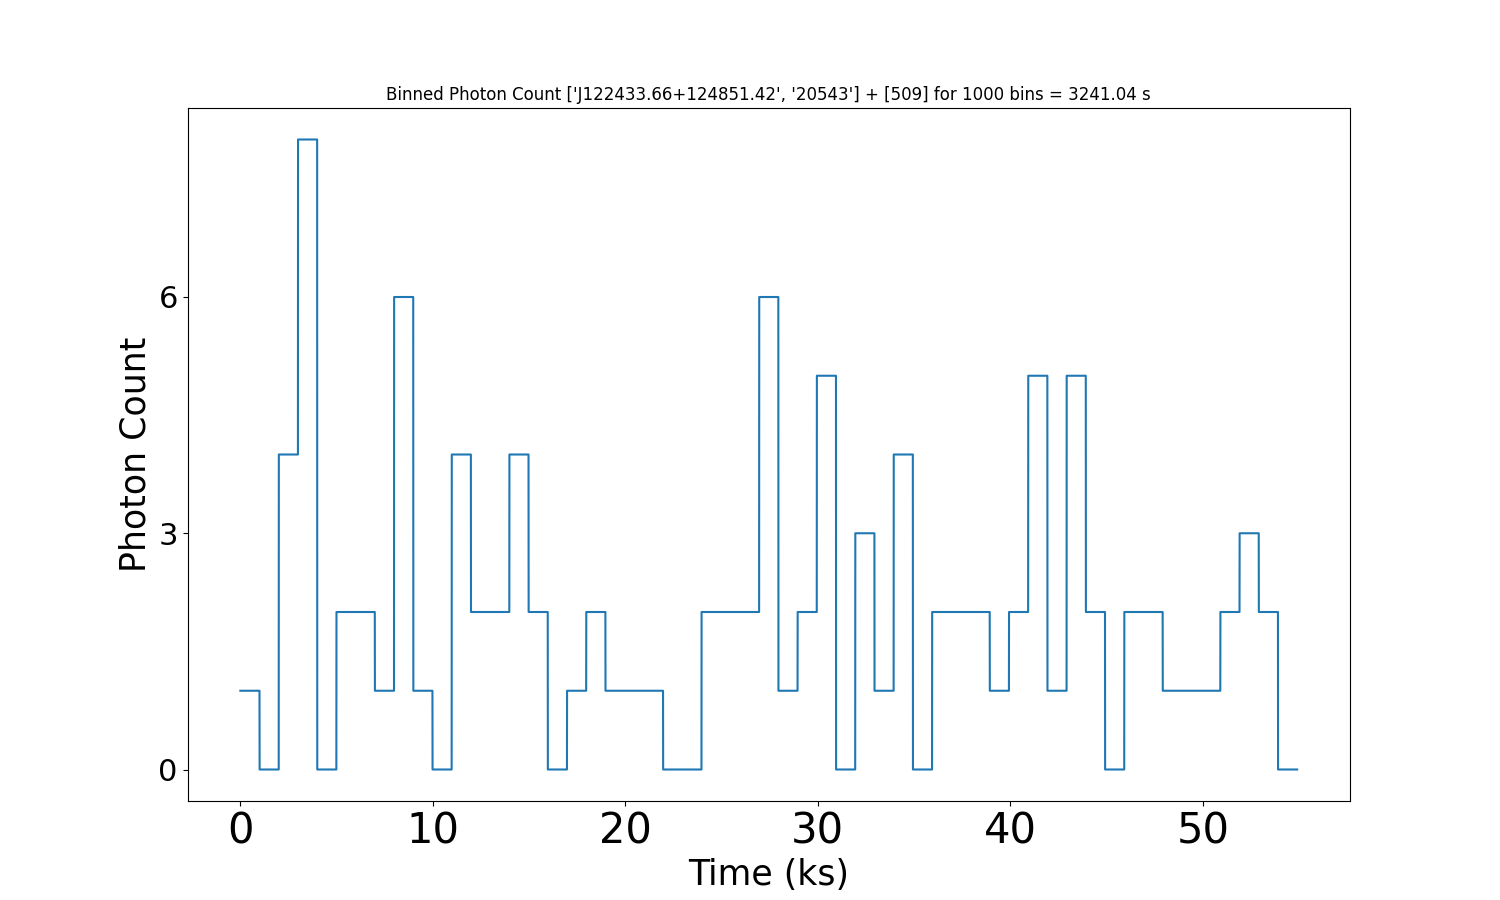 Binned Photon Count ['J122433.66+124851.42', '20543'] + [509] for 1000 bins = 3241.04 s
Photon Count
6
3
0
0 10 20 30 40 50
Time (ks)